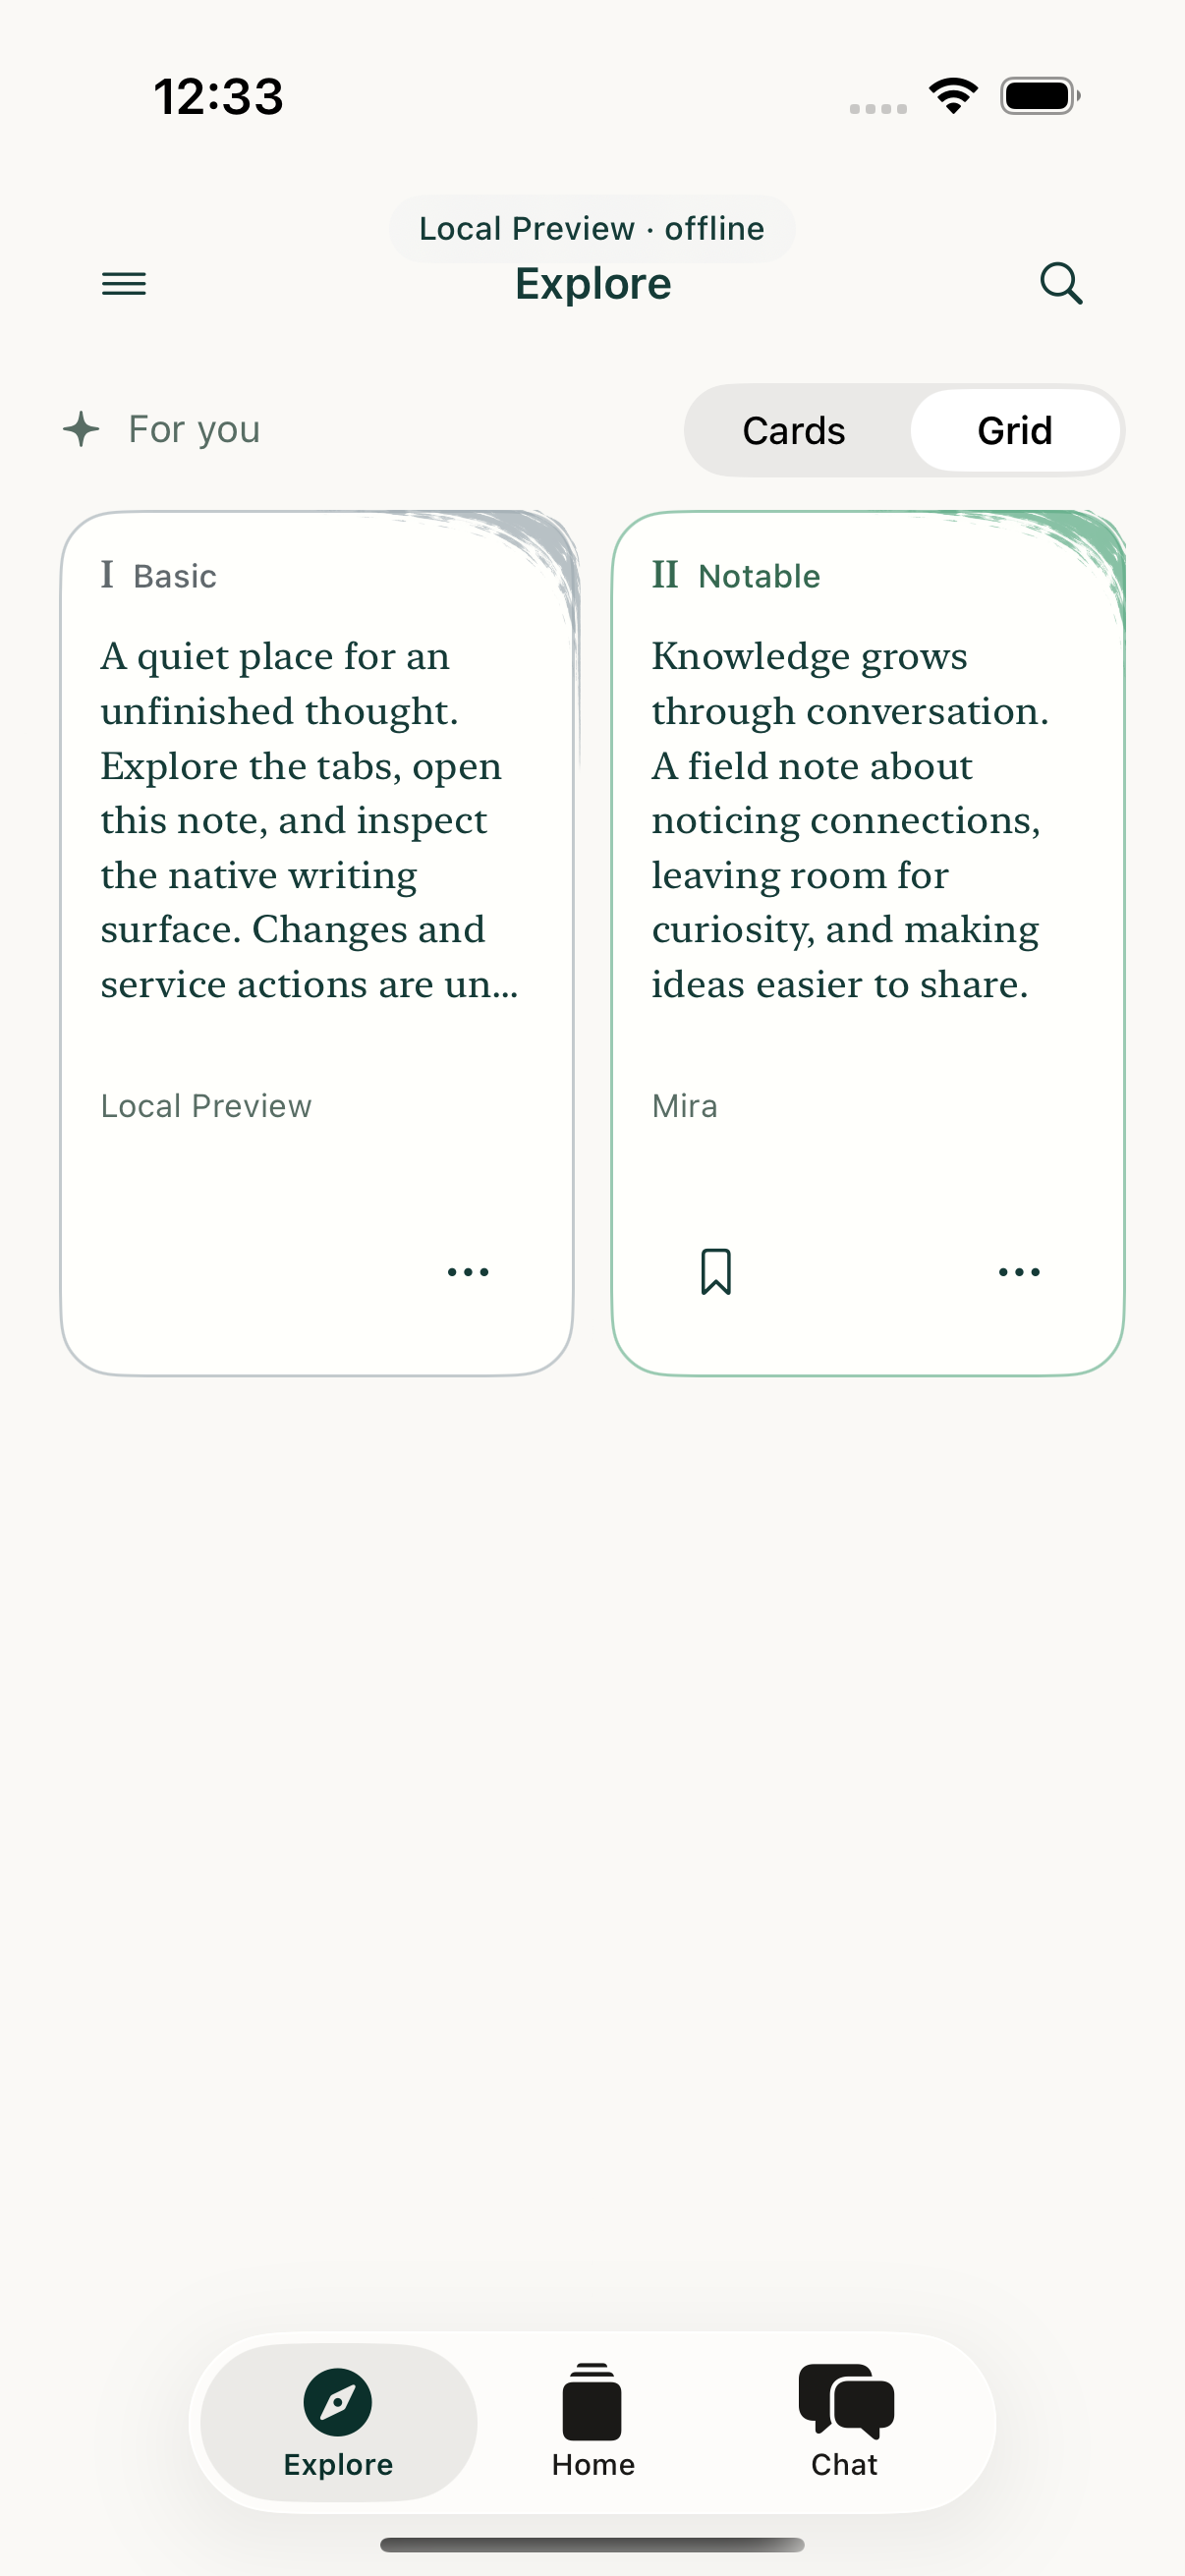 12:33
Local Preview · offline
Explore
For you
Cards
Grid
I Basic
A quiet place for an
unfinished thought.
Explore the tabs, open
this note, and inspect
the native writing
surface. Changes and
service actions are un...
Local Preview
II Notable
Knowledge grows
through conversation.
A field note about
noticing connections,
leaving room for
curiosity, and making
ideas easier to share.
Mira
Explore
Home
Chat